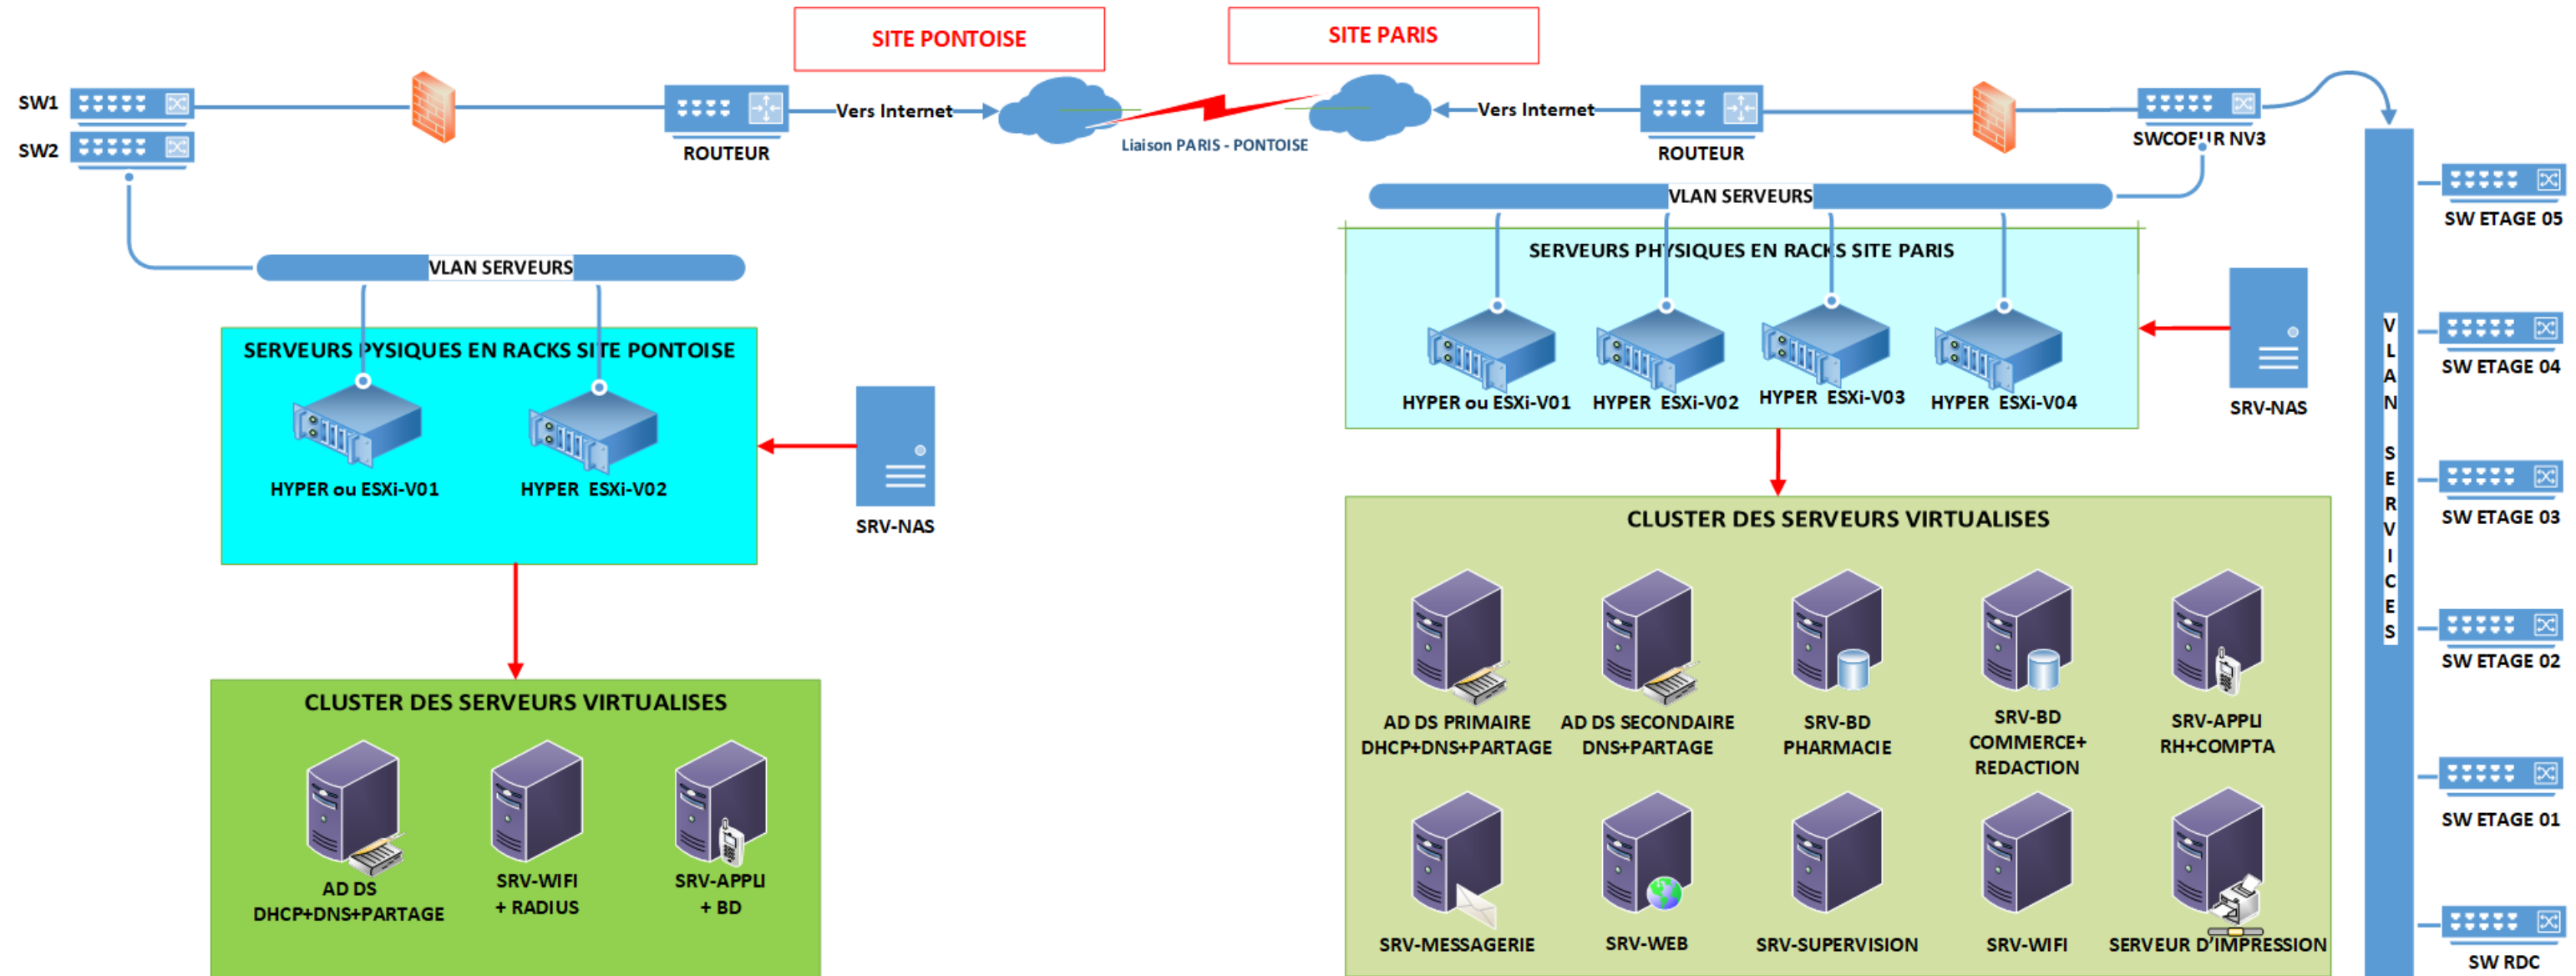 SITE PONTOISE
SITE PARIS
SW1
SW2
ROUTEUR
Vers Internet
Liaison PARIS - PONTOISE
Vers Internet
ROUTEUR
SWCOEUR NV3
VLAN SERVEURS
SERVEURS PYSIQUES EN RACKS SITE PONTOISE
HYPER ou ESXi-V01
HYPER ESXi-V02
SRV-NAS
CLUSTER DES SERVEURS VIRTUALISES
AD DS
DHCP+DNS+PARTAGE
SRV-WIFI
+ RADIUS
SRV-APPLI
+ BD
VLAN SERVEURS
SERVEURS PHYSIQUES EN RACKS SITE PARIS
HYPER ou ESXi-V01
HYPER ESXi-V02
HYPER ESXi-V03
HYPER ESXi-V04
SRV-NAS
CLUSTER DES SERVEURS VIRTUALISES
AD DS PRIMAIRE
DHCP+DNS+PARTAGE
AD DS SECONDAIRE
DNS+PARTAGE
SRV-BD
PHARMACIE
SRV-BD
COMMERCE+
REDACTION
SRV-APPLI
RH+COMPTA
SRV-MESSAGERIE
SRV-WEB
SRV-SUPERVISION
SRV-WIFI
SERVEUR D'IMPRESSION
VLAN SERVICES
SW ETAGE 05
SW ETAGE 04
SW ETAGE 03
SW ETAGE 02
SW ETAGE 01
SW RDC